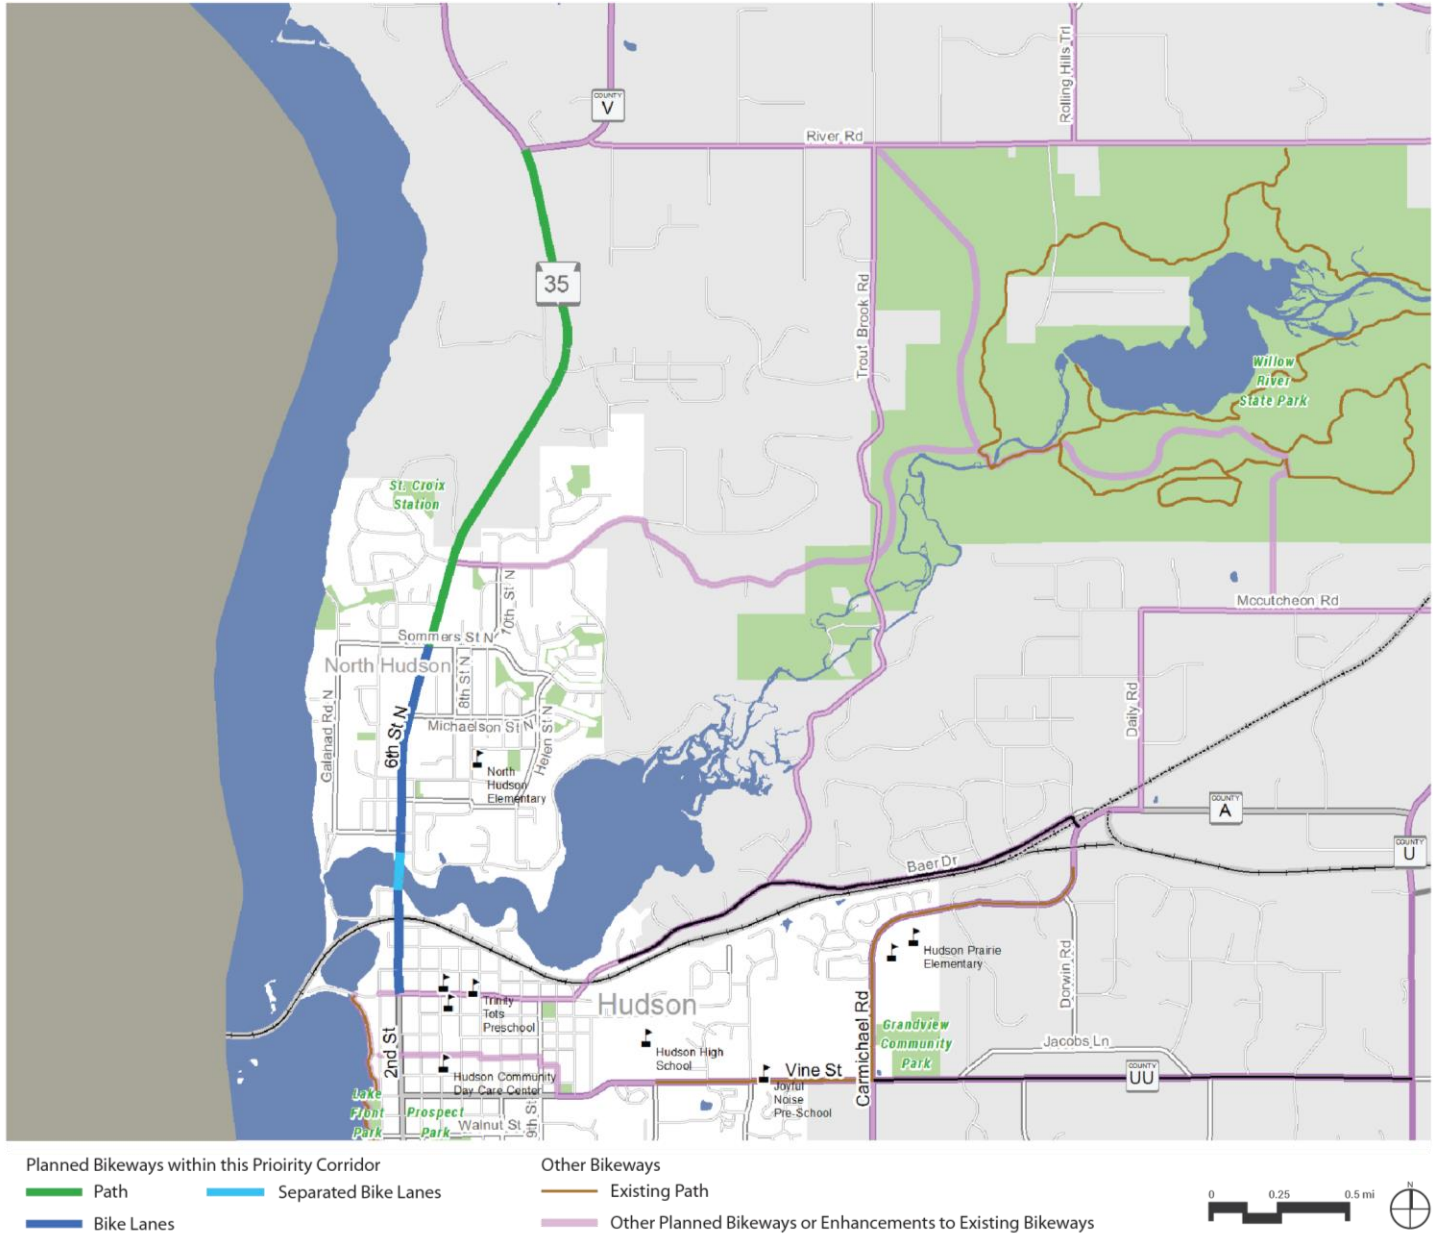 Rolling Hills Trl
COUNTY
V
River Rd
35
Trout Brook Rd
Willow
River
State Park
St. Croix
Station
10th St N
Mccutcheon Rd
Sommers St N
North Hudson
8th St N
Galahad Rd N
6th St N
Michaelson St N
Helen St N
Daily Rd
North
Hudson
Elementary
COUNTY
A
COUNTY
U
Baer Dr
Hudson Prairie
Elementary
Dorwin Rd
Trinity
Tots
Preschool
Hudson
Carmichael Rd
Grandview
Community
Park
2nd St
Hudson High
School
Jacobs Ln
Hudson Community
Day Care Center
Vine St
COUNTY
UU
Joyful
Noise
Pre-School
Lake
Front
Park
Prospect
Park
Walnut St
9th St
Planned Bikeways within this Prioirity Corridor
Path
Separated Bike Lanes
Bike Lanes
Other Bikeways
Existing Path
Other Planned Bikeways or Enhancements to Existing Bikeways
0 0.25 0.5 mi
N